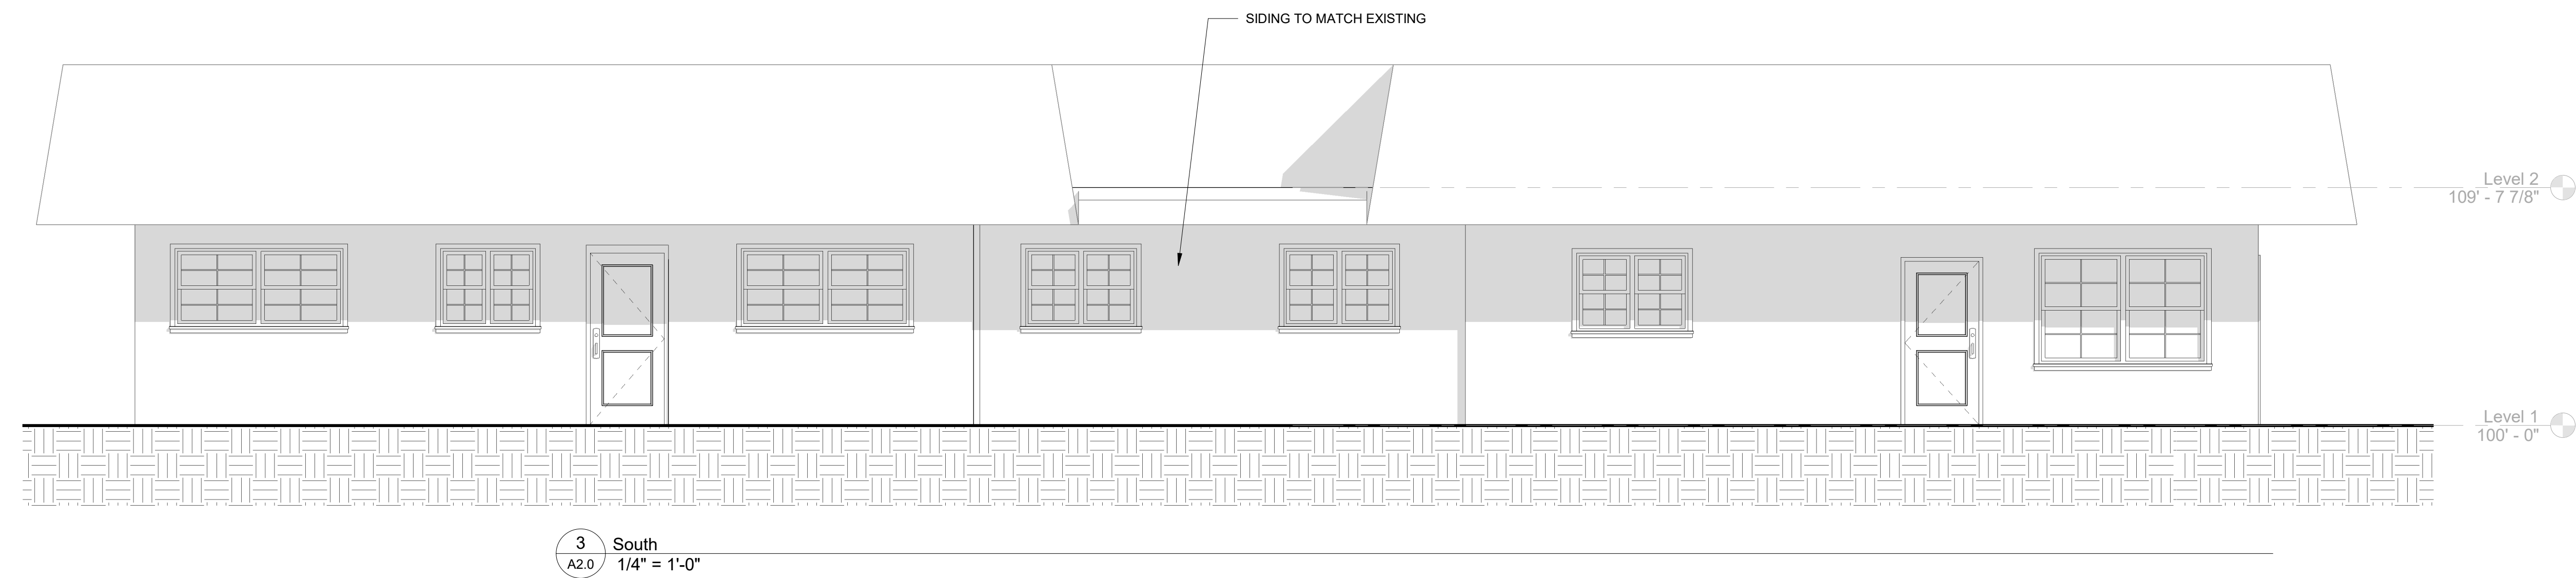 SIDING TO MATCH EXISTING
Level 2
109' - 7 7/8"
Level 1
100' - 0"
3
A2.0
South
1/4" = 1'-0"